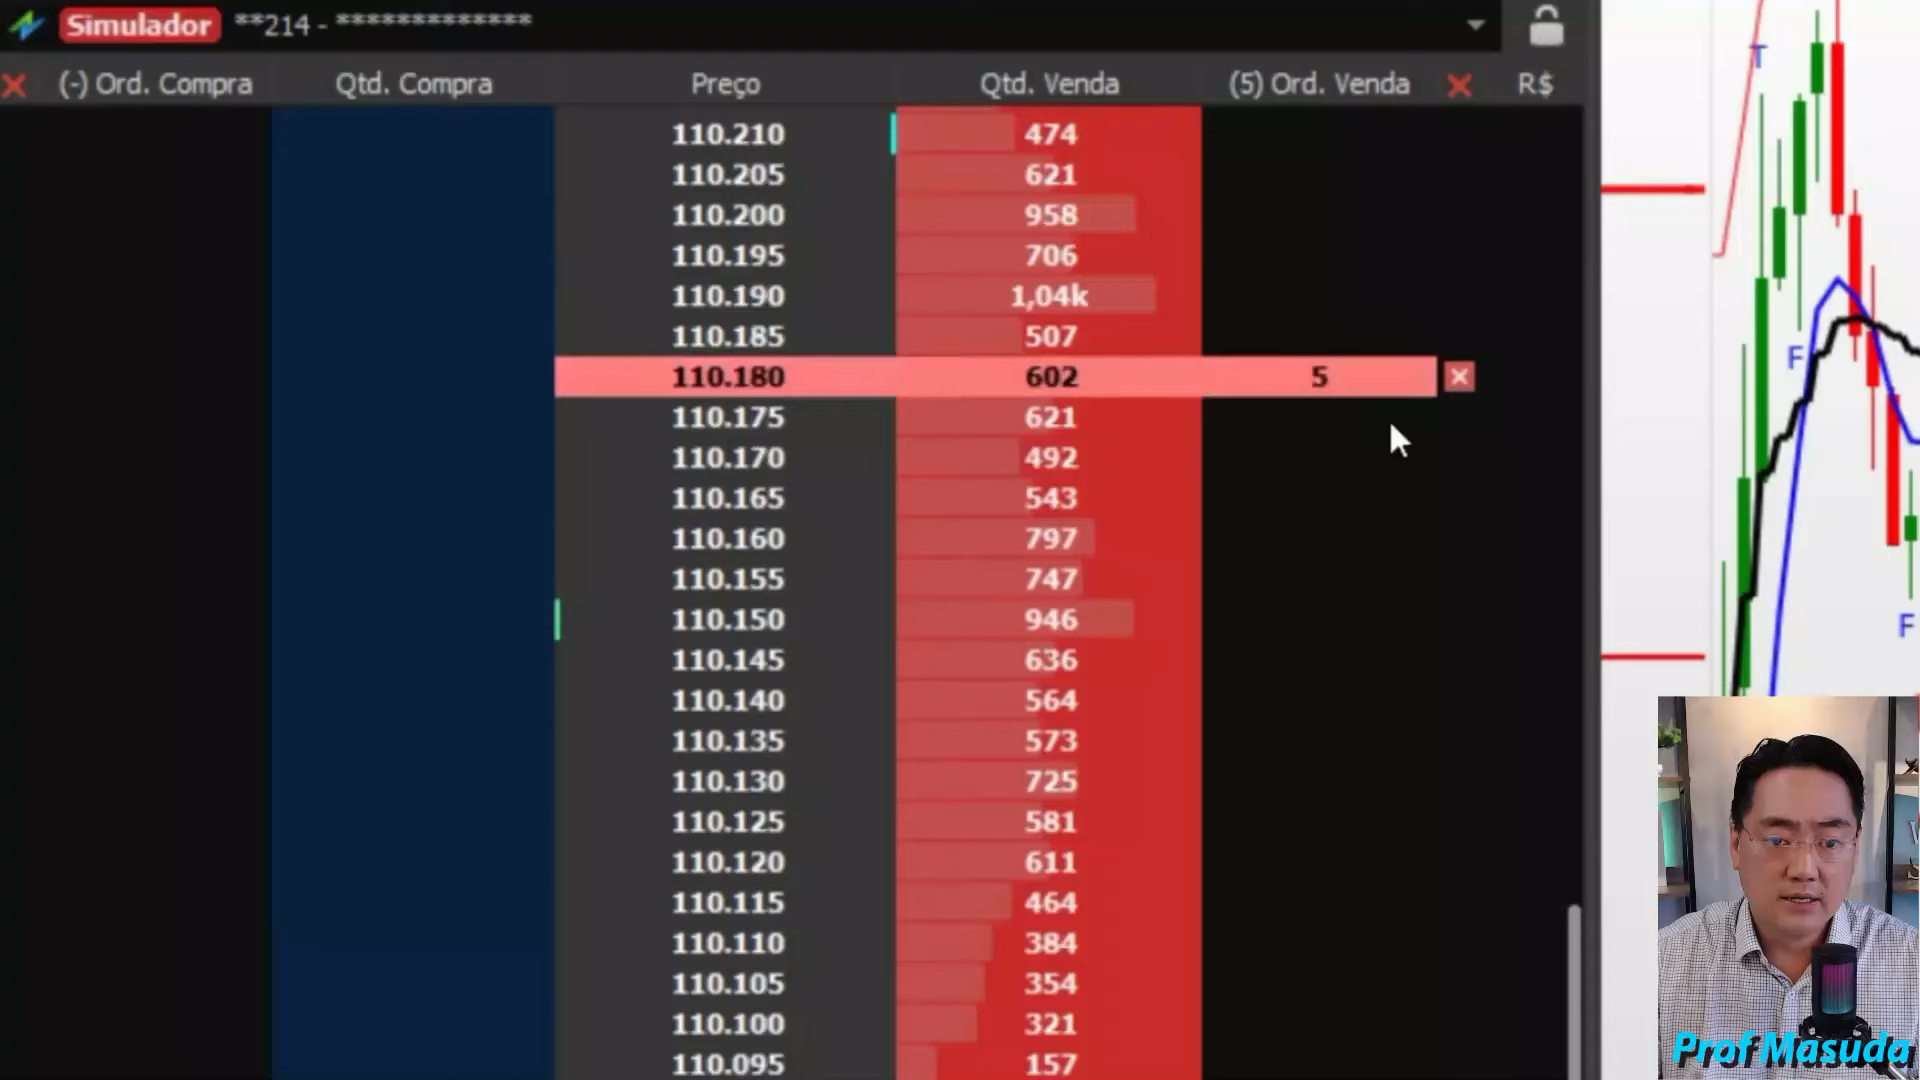 Simulador **214 - *************
(-) Ord. Compra Qtd. Compra Preço Qtd. Venda (5) Ord. Venda R$
110.210 474
110.205 621
110.200 958
110.195 706
110.190 1,04k
110.185 507
110.180 602 5
110.175 621
110.170 492
110.165 543
110.160 797
110.155 747
110.150 946
110.145 636
110.140 564
110.135 573
110.130 725
110.125 581
110.120 611
110.115 464
110.110 384
110.105 354
110.100 321
110.095 157
T
F
F
Prof Masuda